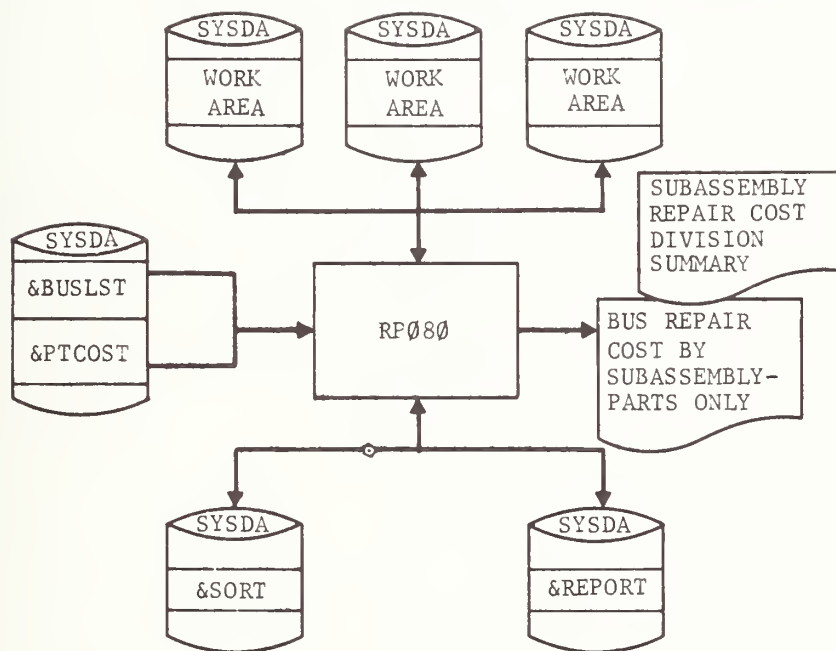 SYSDA
WORK
AREA
SYSDA
WORK
AREA
SYSDA
WORK
AREA
SUBASSEMBLY
REPAIR COST
DIVISION
SUMMARY
SYSDA
&BUSLST
&PTCOST
RPØ80
BUS REPAIR
COST BY
SUBASSEMBLY-
PARTS ONLY
SYSDA
&SORT
SYSDA
&REPORT